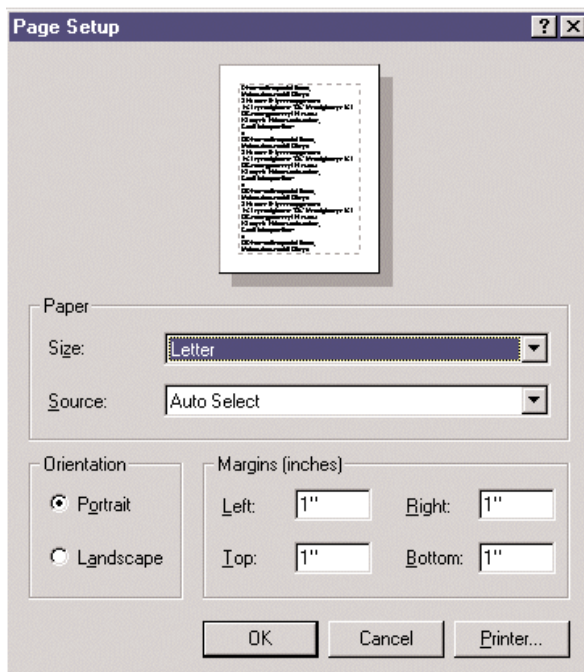 Page Setup
Paper
Size: Letter
Source: Auto Select
Orientation
Portrait
Landscape
Margins (inches)
Left: 1" Right: 1"
Top: 1" Bottom: 1"
OK Cancel Printer...